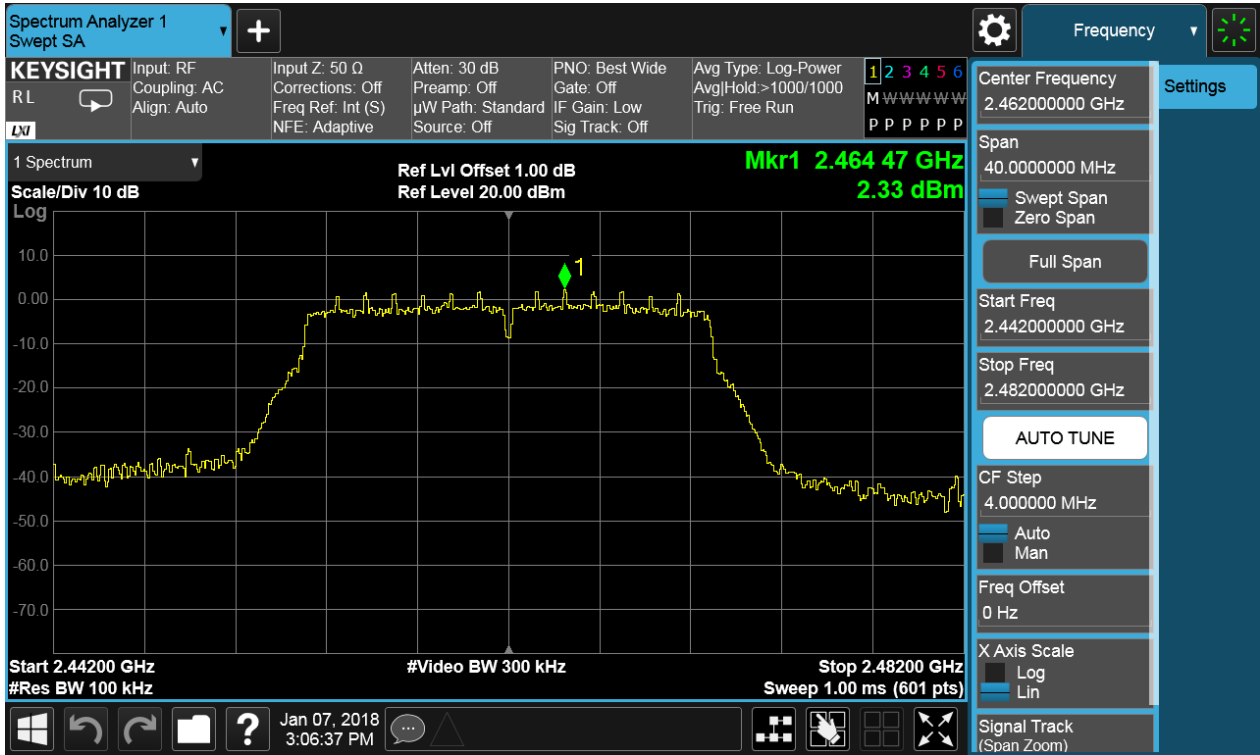 Spectrum Analyzer 1
Swept SA
+
Frequency
KEYSIGHT
RL
LXI
Input: RF
Coupling: AC
Align: Auto
Input Z: 50 Ω
Corrections: Off
Freq Ref: Int (S)
NFE: Adaptive
Atten: 30 dB
Preamp: Off
µW Path: Standard
Source: Off
PNO: Best Wide
Gate: Off
IF Gain: Low
Sig Track: Off
Avg Type: Log-Power
Avg|Hold:>1000/1000
Trig: Free Run
1 2 3 4 5 6
M W W W W W
P P P P P P
1 Spectrum
Scale/Div 10 dB
Log
Ref Lvl Offset 1.00 dB
Ref Level 20.00 dBm
Mkr1 2.464 47 GHz
2.33 dBm
1
10.0
0.00
-10.0
-20.0
-30.0
-40.0
-50.0
-60.0
-70.0
Start 2.44200 GHz
#Res BW 100 kHz
#Video BW 300 kHz
Stop 2.48200 GHz
Sweep 1.00 ms (601 pts)
Jan 07, 2018
3:06:37 PM
?
Center Frequency
2.462000000 GHz
Span
40.0000000 MHz
Swept Span
Zero Span
Full Span
Start Freq
2.442000000 GHz
Stop Freq
2.482000000 GHz
AUTO TUNE
CF Step
4.000000 MHz
Auto
Man
Freq Offset
0 Hz
X Axis Scale
Log
Lin
Signal Track
(Span Zoom)
Settings